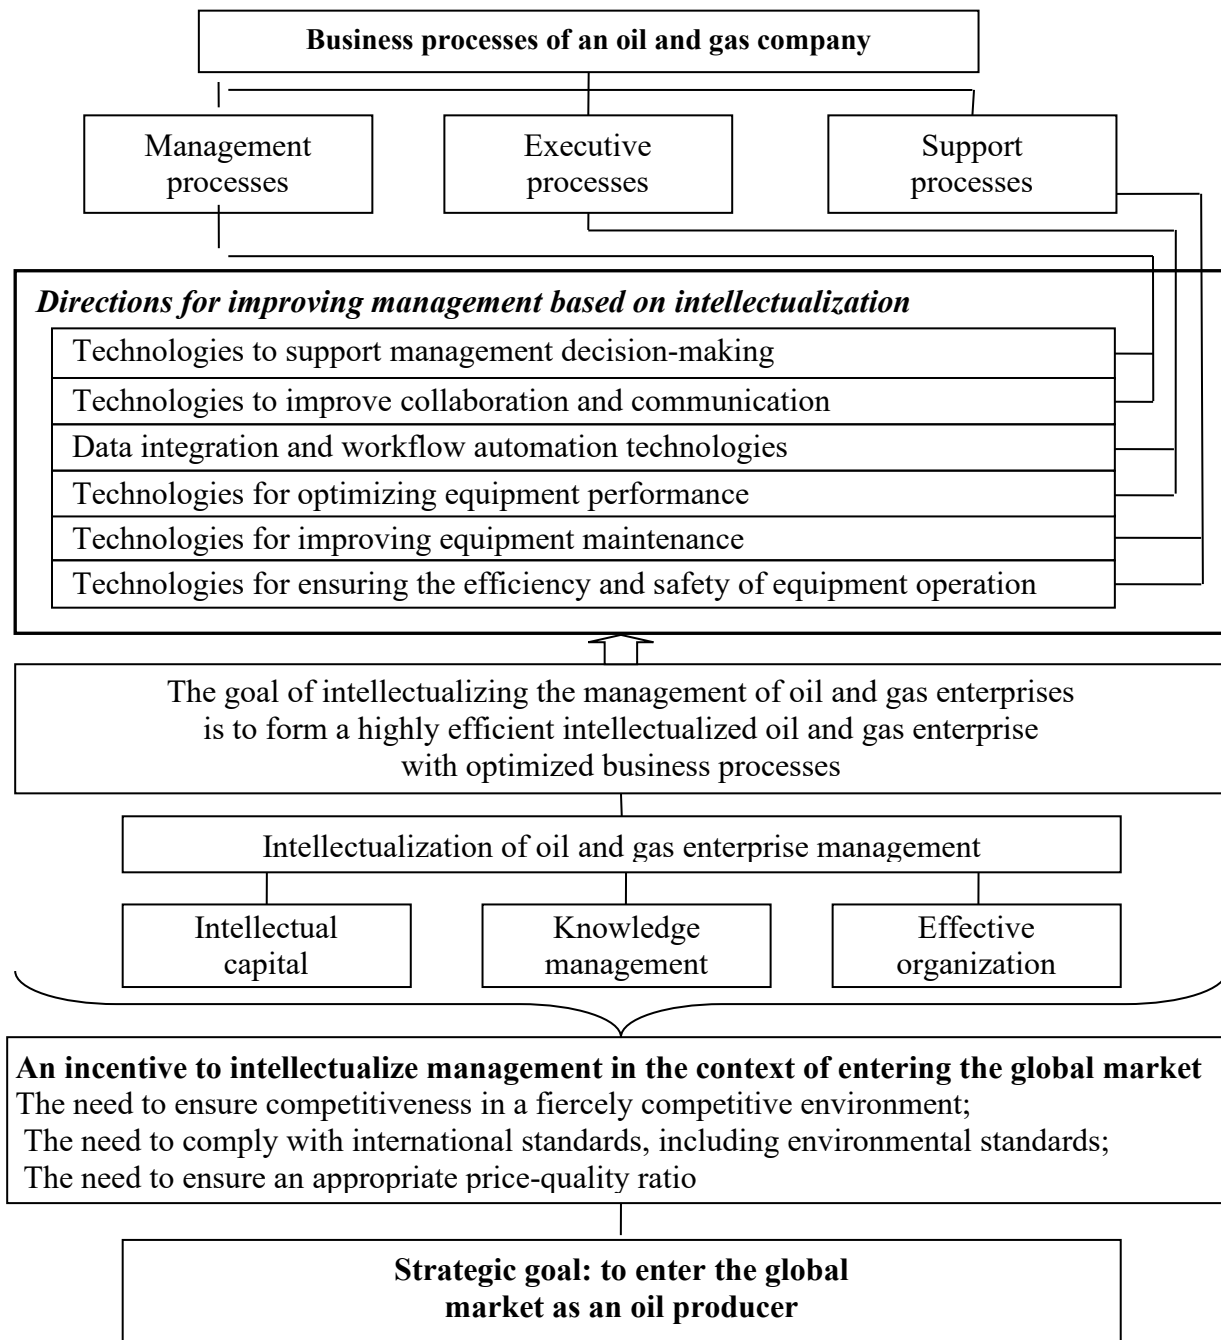 Business processes of an oil and gas company
Management
processes
Executive
processes
Support
processes
Directions for improving management based on intellectualization
Technologies to support management decision-making
Technologies to improve collaboration and communication
Data integration and workflow automation technologies
Technologies for optimizing equipment performance
Technologies for improving equipment maintenance
Technologies for ensuring the efficiency and safety of equipment operation
The goal of intellectualizing the management of oil and gas enterprises
is to form a highly efficient intellectualized oil and gas enterprise
with optimized business processes
Intellectualization of oil and gas enterprise management
Intellectual
capital
Knowledge
management
Effective
organization
An incentive to intellectualize management in the context of entering the global market
The need to ensure competitiveness in a fiercely competitive environment;
The need to comply with international standards, including environmental standards;
The need to ensure an appropriate price-quality ratio
Strategic goal: to enter the global
market as an oil producer